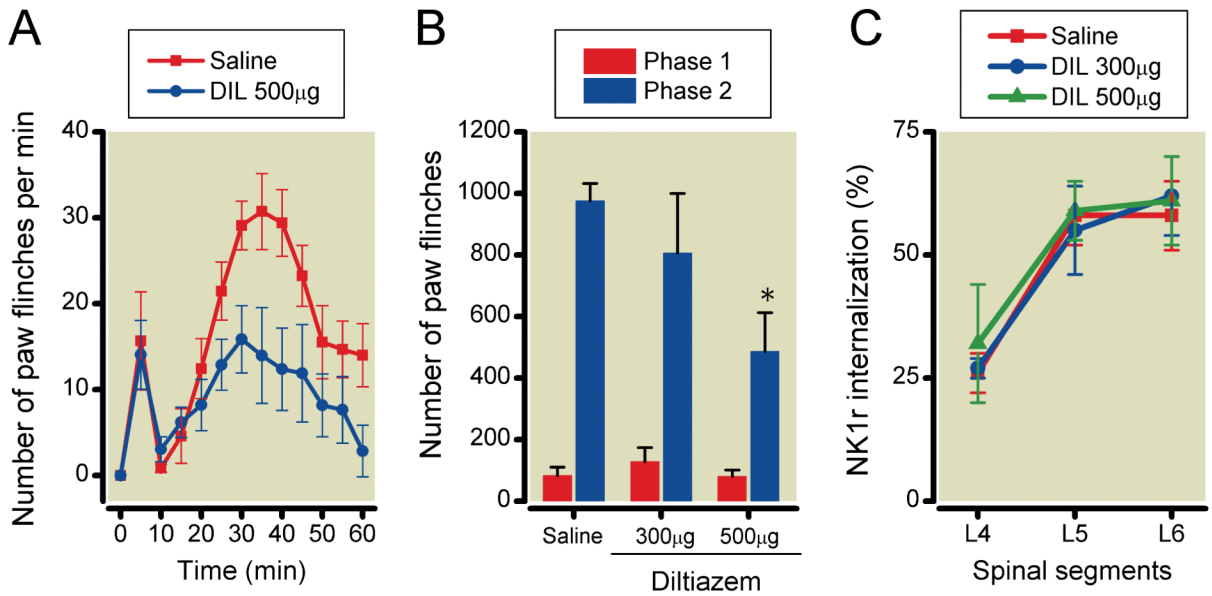 A
Saline
DIL 500μg
Number of paw flinches per min
40
30
20
10
0
0 10 20 30 40 50 60
Time (min)
B
Phase 1
Phase 2
Number of paw flinches
1200
1000
800
600
400
200
0
*
Saline 300μg 500μg
Diltiazem
C
Saline
DIL 300μg
DIL 500μg
NK1r internalization (%)
75
50
25
0
L4 L5 L6
Spinal segments